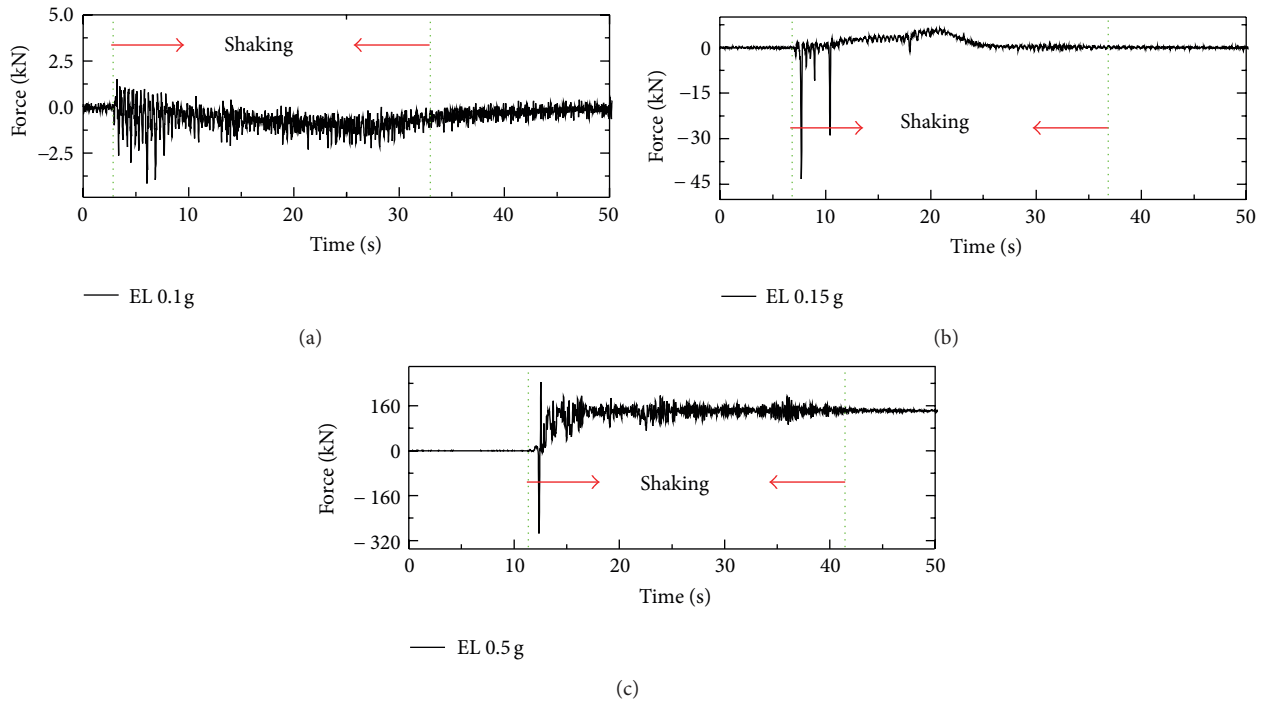 5.0
2.5
0.0
−2.5
Force (kN)
Shaking
0 10 20 30 40 50
Time (s)
EL 0.1 g
(a)
0
−15
−30
−45
Force (kN)
Shaking
0 10 20 30 40 50
Time (s)
EL 0.15 g
(b)
160
0
−160
−320
Force (kN)
Shaking
0 10 20 30 40 50
Time (s)
EL 0.5 g
(c)